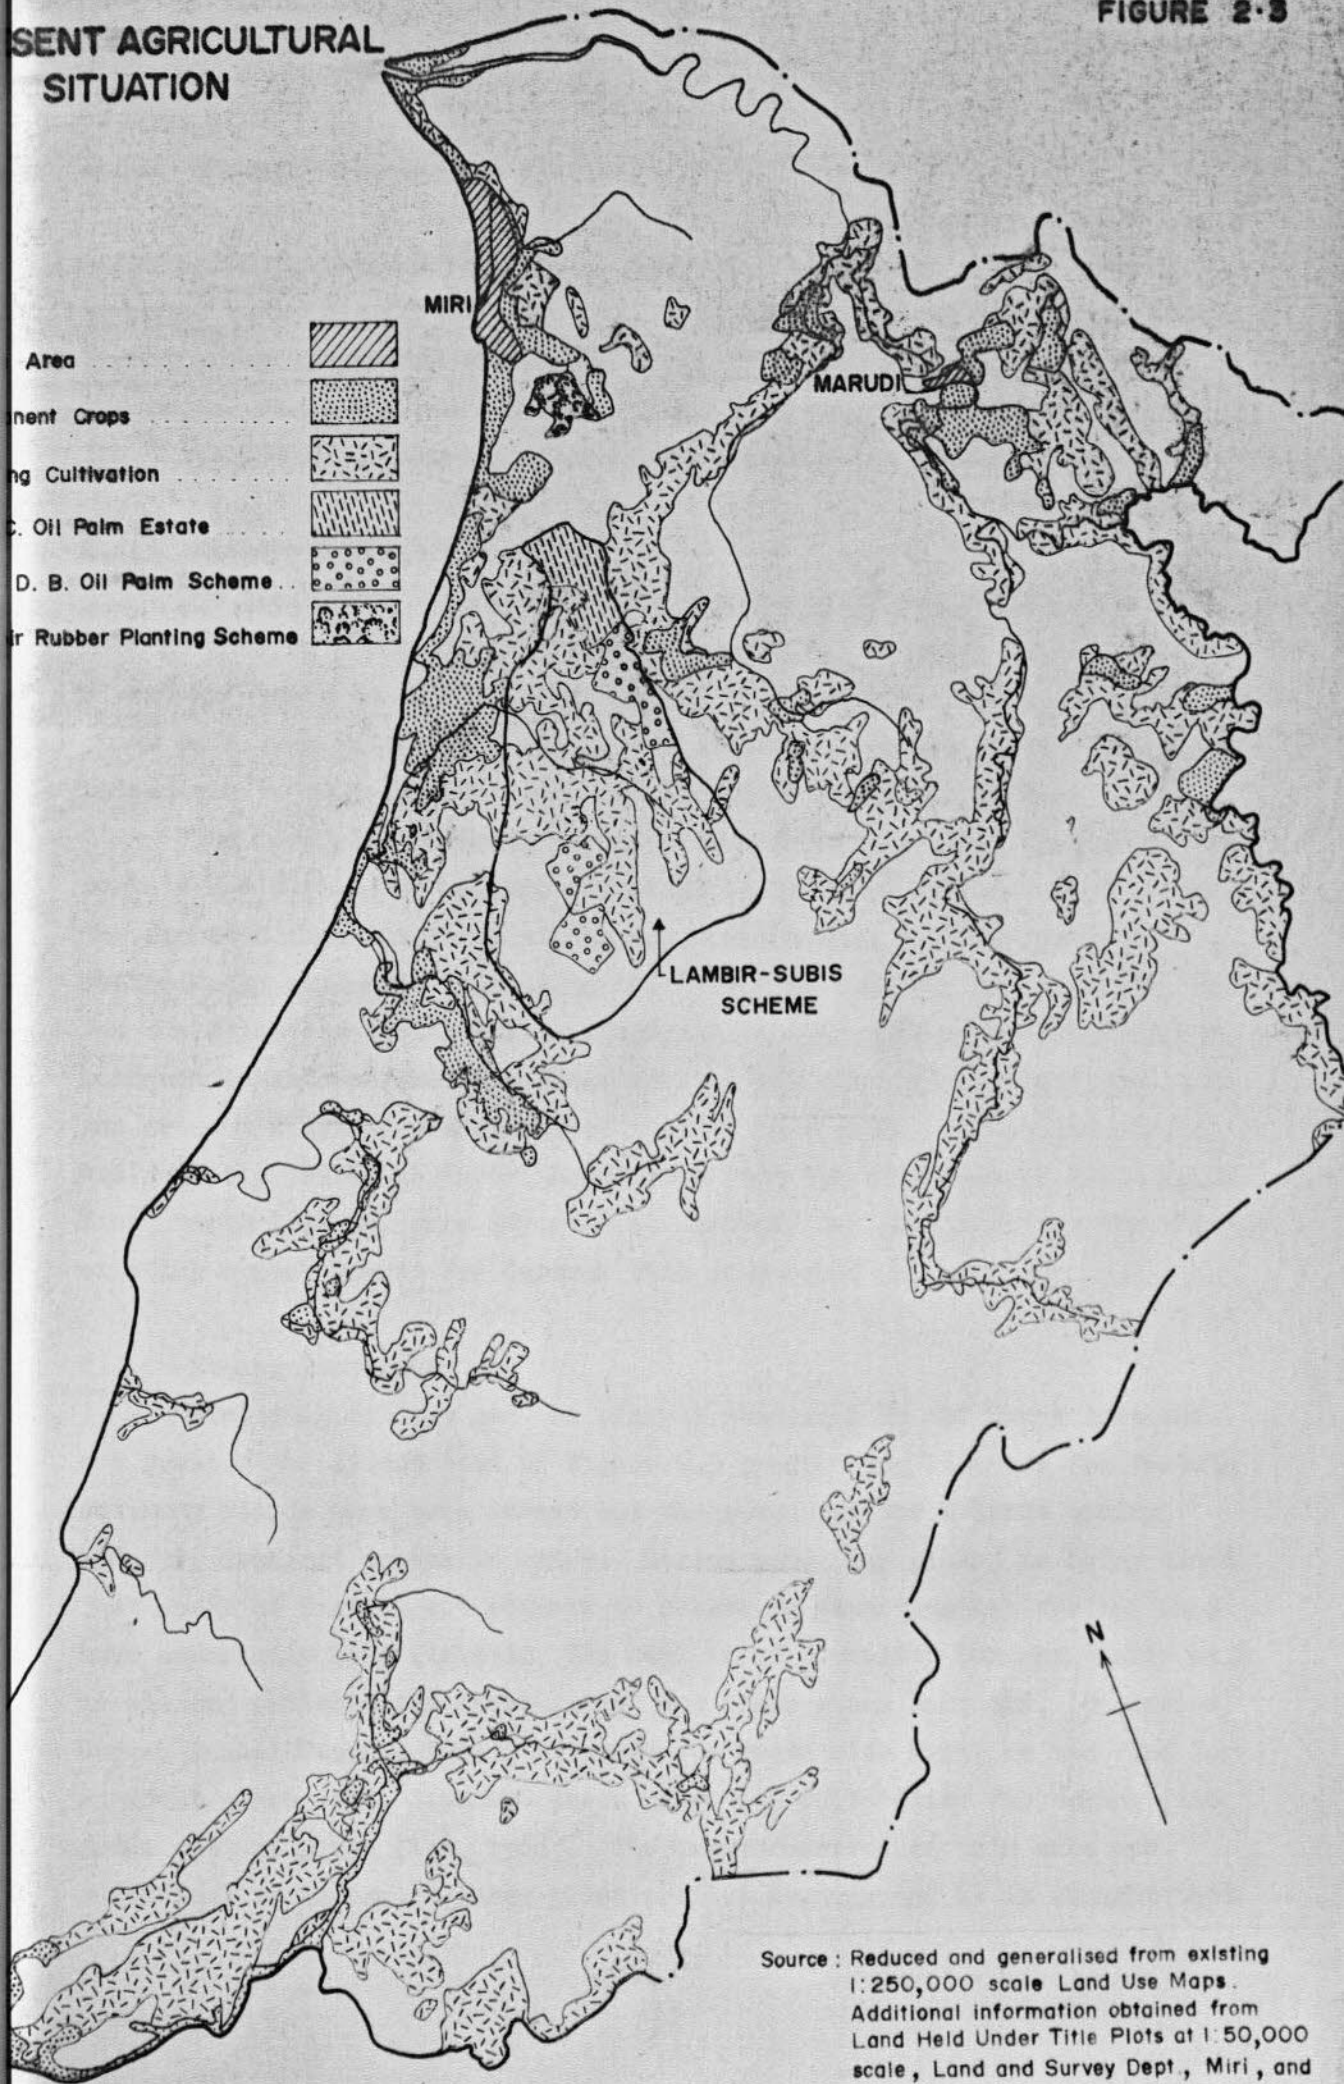 FIGURE 2·3
SENT AGRICULTURAL
SITUATION
MIRI
Area
nent Crops
ng Cultivation
C. Oil Palm Estate
D. B. Oil Palm Scheme
ir Rubber Planting Scheme
MARUDI
?
LAMBIR-SUBIS
SCHEME
N
Source : Reduced and generalised from existing
1:250,000 scale Land Use Maps.
Additional information obtained from
Land Held Under Title Plots at 1:50,000
scale, Land and Survey Dept., Miri, and